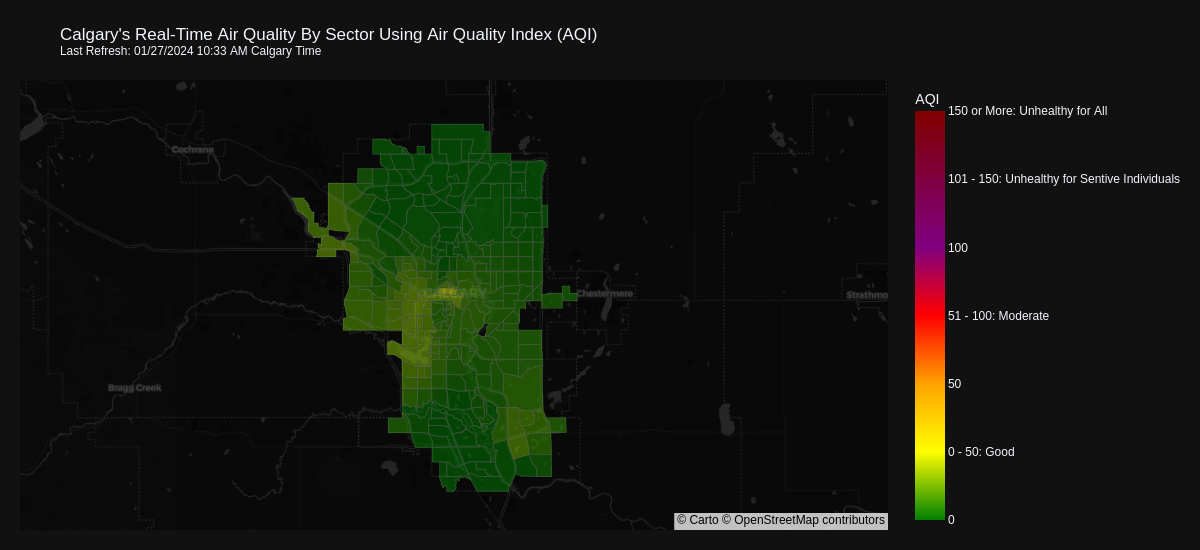 Calgary's Real-Time Air Quality By Sector Using Air Quality Index (AQI)
Last Refresh: 01/27/2024 10:33 AM Calgary Time
AQI
150 or More: Unhealthy for All
101 - 150: Unhealthy for Sentive Individuals
100
51 - 100: Moderate
50
0 - 50: Good
0
Cochrane
CALGARY
Chestermere
Strathmo
Bragg Creek
© Carto © OpenStreetMap contributors